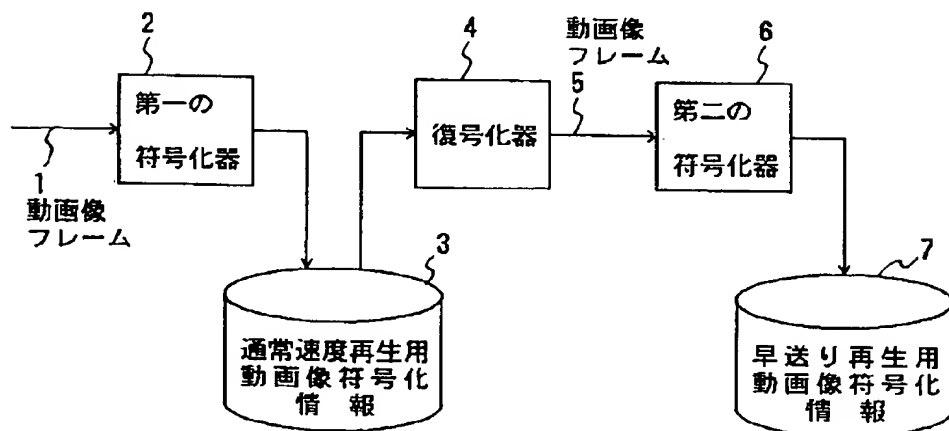 2
第一の
符号化器
1
動画像
フレーム
3
通常速度再生用
動画像符号化
情報
4
復号化器
動画像
フレーム
5
6
第二の
符号化器
7
早送り再生用
動画像符号化
情報